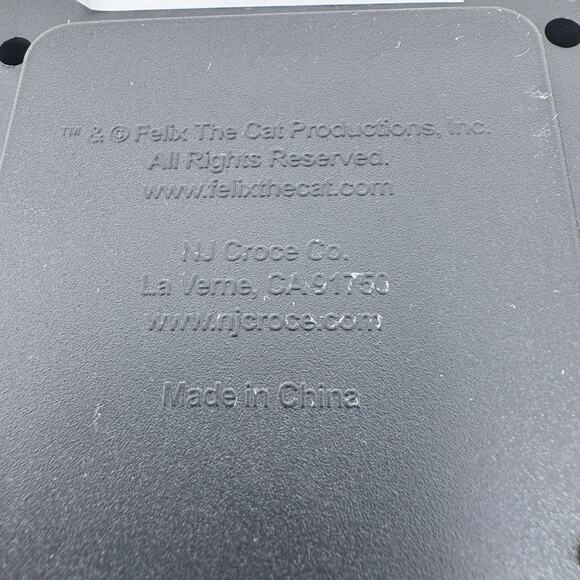 ™ & © Felix The Cat Productions, Inc.
All Rights Reserved.
www.felixthecat.com
NJ Croce Co.
La Verne, CA 91750
www.njcroce.com
Made in China